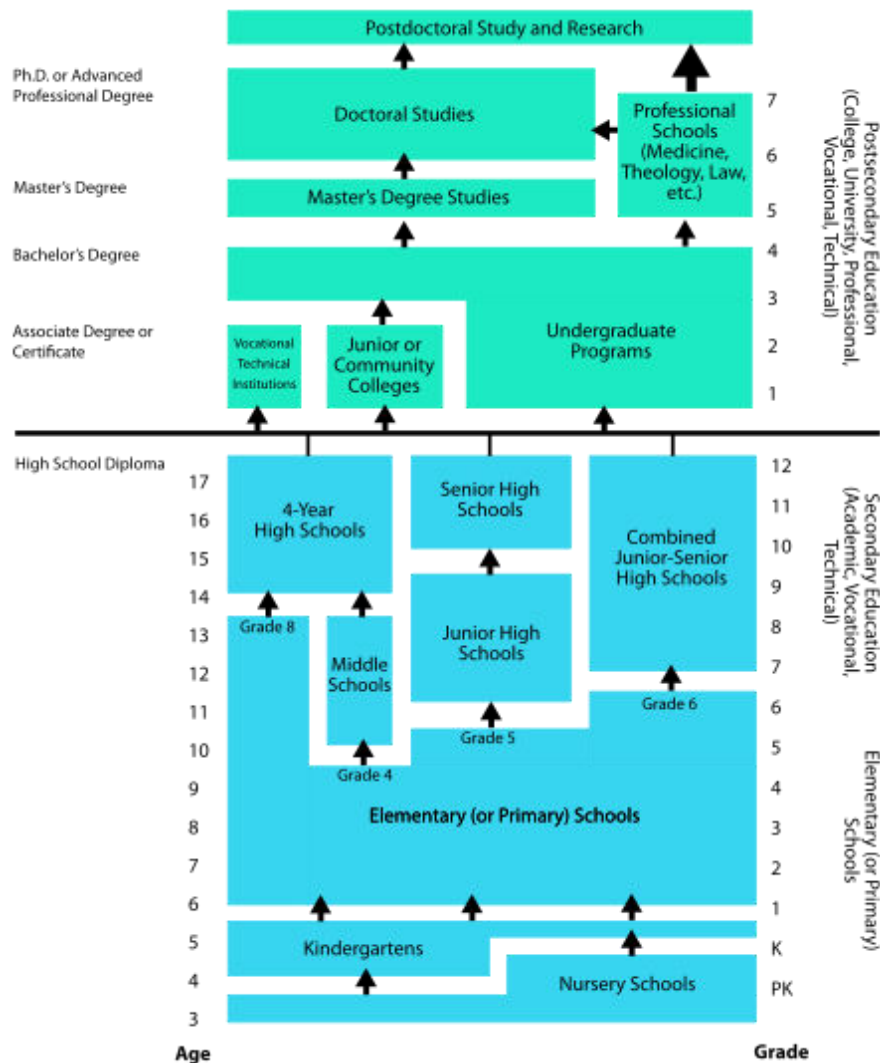 Postdoctoral Study and Research
Ph.D. or Advanced
Professional Degree
Doctoral Studies
7
Professional
Schools
(Medicine,
Theology, Law,
etc.)
6
Master's Degree
Master's Degree Studies
5
Bachelor's Degree
4
3
Associate Degree or
Certificate
Vocational
Technical
Institutions
Junior or
Community
Colleges
Undergraduate
Programs
2
1
Postsecondary Education
(College, University, Professional,
Vocational, Technical)
High School Diploma
12
17
4-Year
High Schools
Senior High
Schools
Combined
Junior-Senior
High Schools
11
16
10
15
9
14
Grade 8
8
13
Middle
Schools
Junior High
Schools
7
12
Grade 6
6
11
Grade 5
5
10
Grade 4
4
9
Elementary (or Primary) Schools
3
8
2
7
1
6
Secondary Education
(Academic, Vocational,
Technical)
Elementary (or Primary)
Schools
5
Kindergartens
K
4
Nursery Schools
PK
3
Age
Grade